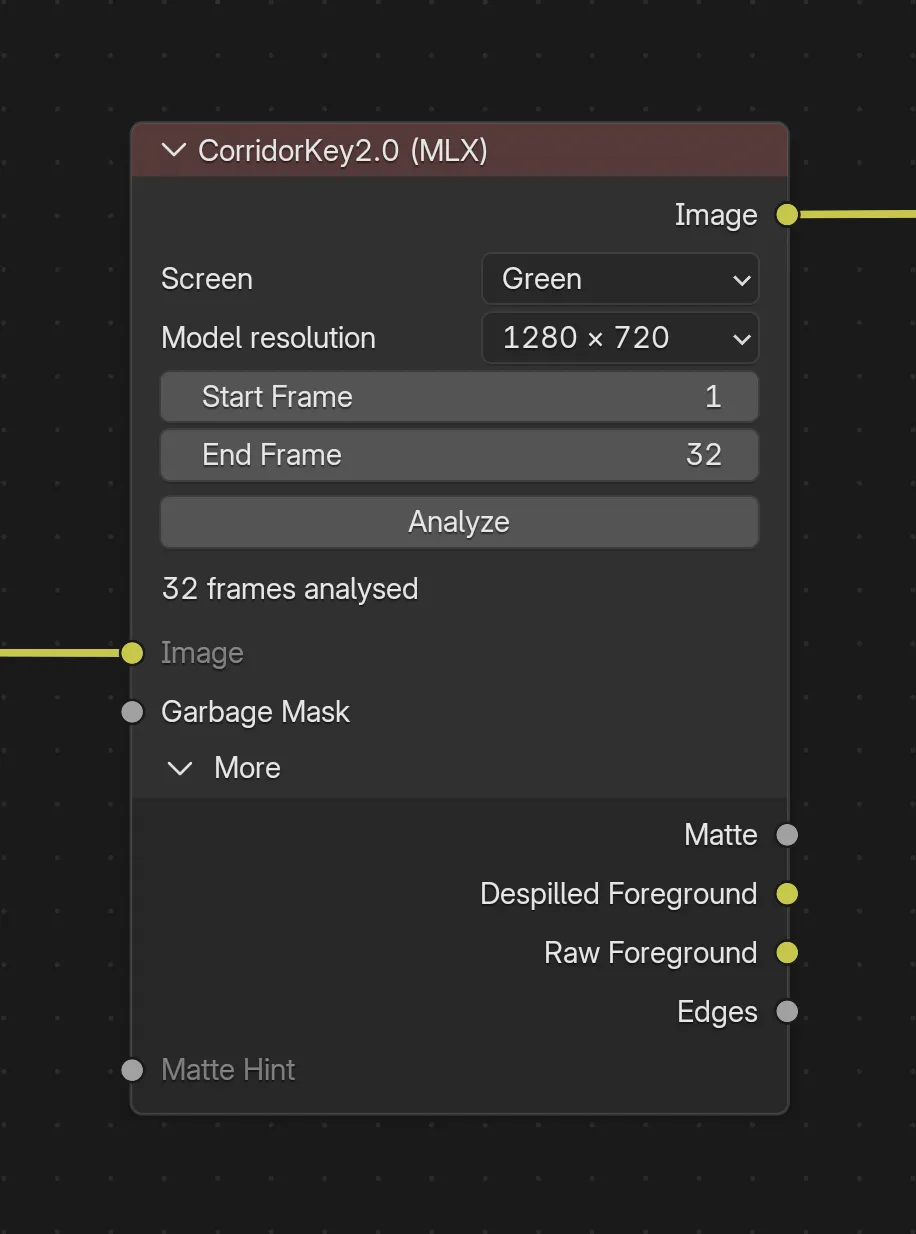 CorridorKey2.0 (MLX)
Image
Screen Green
Model resolution 1280 × 720
Start Frame 1
End Frame 32
Analyze
32 frames analysed
Image
Garbage Mask
More
Matte
Despilled Foreground
Raw Foreground
Edges
Matte Hint